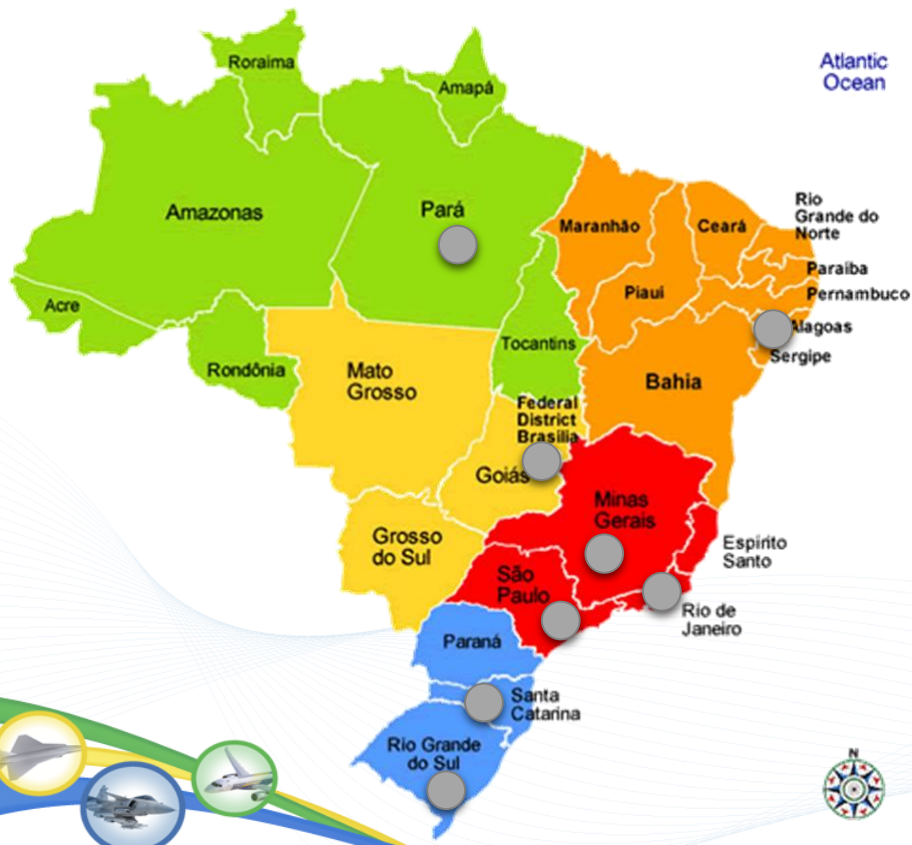 Roraima
Amapá
Atlantic
Ocean
Amazonas
Pará
Maranhão
Ceará
Rio
Grande do
Norte
Paraiba
Piaui
Pernambuco
Acre
Alagoas
Tocantins
Sergipe
Rondônia
Mato
Grosso
Bahia
Federal
District
Brasilia
Goiás
Minas
Gerais
Grosso
do Sul
Espírito
Santo
São
Paulo
Rio de
Janeiro
Paraná
Santa
Catarina
Rio Grande
do Sul
N